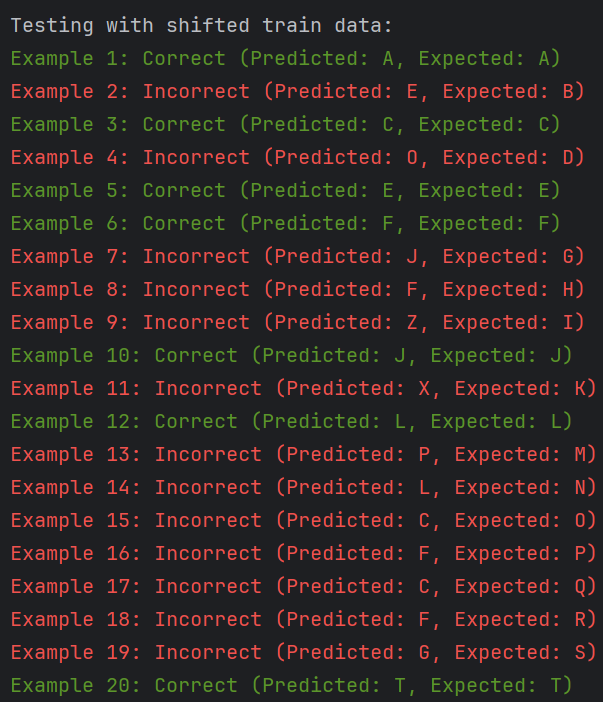 Testing with shifted train data:
Example 1: Correct (Predicted: A, Expected: A)
Example 2: Incorrect (Predicted: E, Expected: B)
Example 3: Correct (Predicted: C, Expected: C)
Example 4: Incorrect (Predicted: O, Expected: D)
Example 5: Correct (Predicted: E, Expected: E)
Example 6: Correct (Predicted: F, Expected: F)
Example 7: Incorrect (Predicted: J, Expected: G)
Example 8: Incorrect (Predicted: F, Expected: H)
Example 9: Incorrect (Predicted: Z, Expected: I)
Example 10: Correct (Predicted: J, Expected: J)
Example 11: Incorrect (Predicted: X, Expected: K)
Example 12: Correct (Predicted: L, Expected: L)
Example 13: Incorrect (Predicted: P, Expected: M)
Example 14: Incorrect (Predicted: L, Expected: N)
Example 15: Incorrect (Predicted: C, Expected: O)
Example 16: Incorrect (Predicted: F, Expected: P)
Example 17: Incorrect (Predicted: C, Expected: Q)
Example 18: Incorrect (Predicted: F, Expected: R)
Example 19: Incorrect (Predicted: G, Expected: S)
Example 20: Correct (Predicted: T, Expected: T)